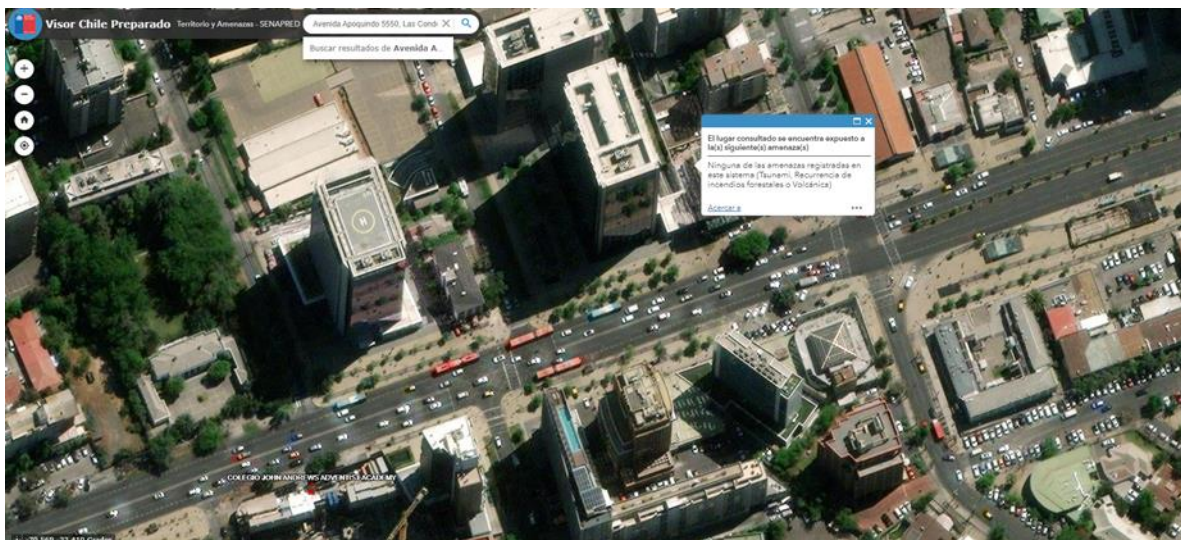 Visor Chile Preparado Territorio y Amenazas - SENAPRED
Avenida Apoquindo 5550, Las Cond
Buscar resultados de Avenida A...
El lugar consultado se encuentra expuesto a
la(s) siguiente(s) amenaza(s)
Ninguna de las amenazas registradas en
este sistema (Tsunami, Recurrencia de
incendios forestales o Volcánica)
Acercar a
H
COLEGIO JOHN ANDREWS ADVENTIST ACADEMY